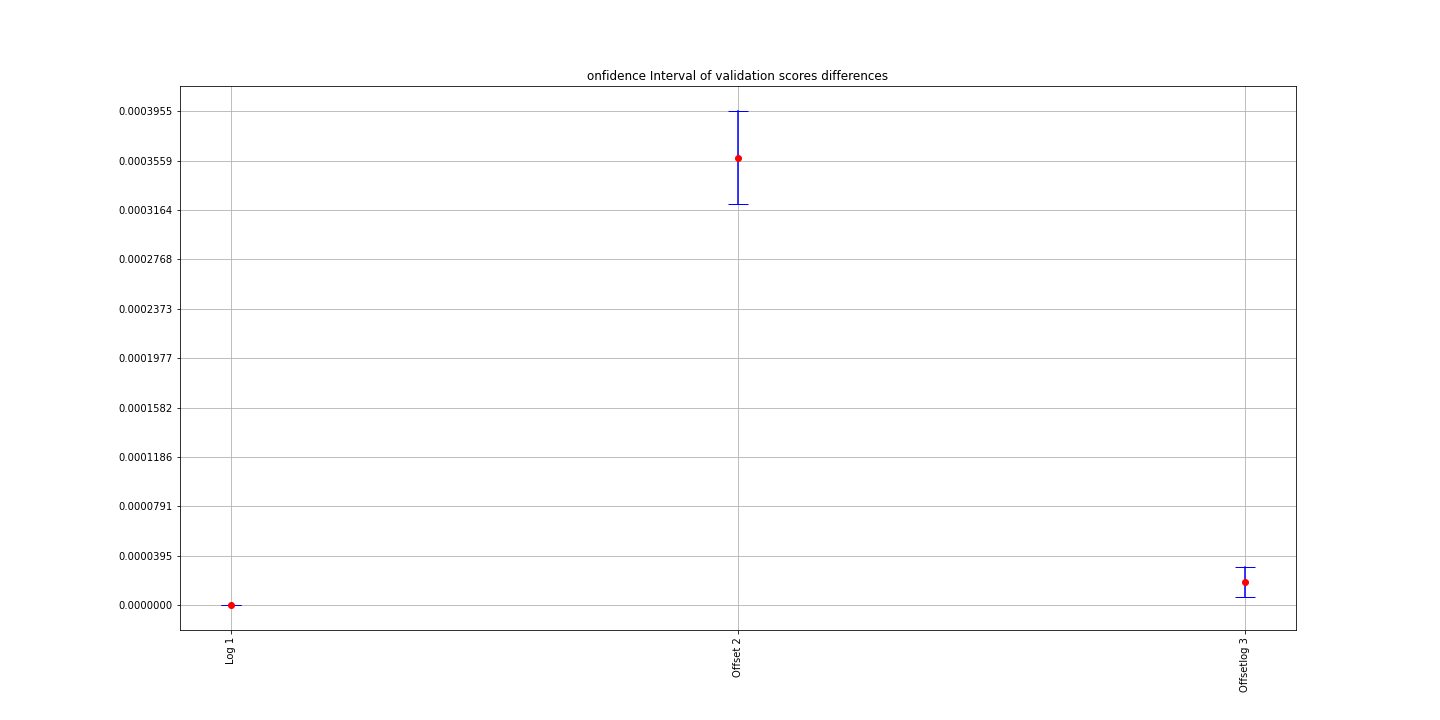 onfidence Interval of validation scores differences
0.0003955
0.0003559
0.0003164
0.0002768
0.0002373
0.0001977
0.0001582
0.0001186
0.0000791
0.0000395
0.0000000
Log 1
Offset 2
Offsetlog 3